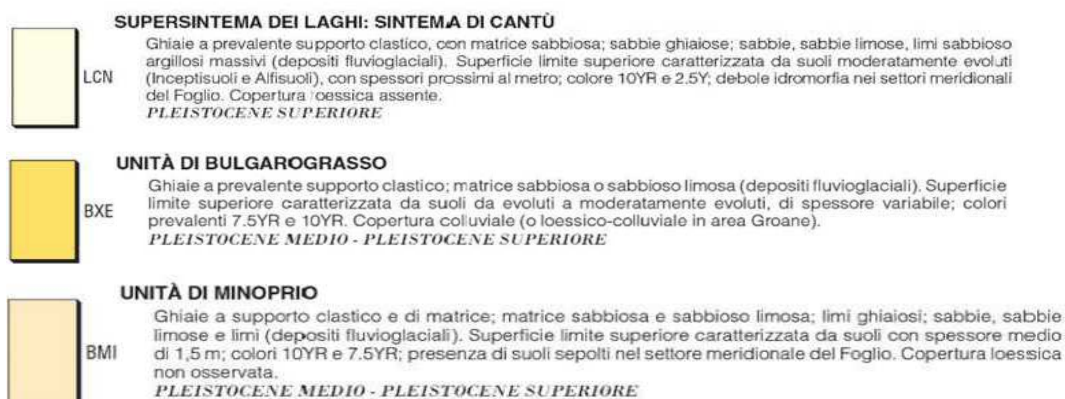 SUPERSINTEMA DEI LAGHI: SINTEMA DI CANTÙ
Ghiaie a prevalente supporto clastico, con matrice sabbiosa; sabbie ghiaiose; sabbie, sabbie limose, limi sabbioso
argillosi massivi (depositi fluvioglaciali). Superficie limite superiore caratterizzata da suoli moderatamente evoluti
LCN
(Inceptisuoli e Alfisuoli), con spessori prossimi al metro; colore 10YR e 2.5Y; debole idromorfia nei settori meridionali
del Foglio. Copertura loessica assente.
PLEISTOCENE SUPERIORE
UNITÀ DI BULGAROGRASSO
Ghiaie a prevalente supporto clastico; matrice sabbiosa o sabbioso limosa (depositi fluvioglaciali). Superficie
limite superiore caratterizzata da suoli da evoluti a moderatamente evoluti, di spessore variabile; colori
BXE
prevalenti 7.5YR e 10YR. Copertura colluviale (o loessico-colluviale in area Groane).
PLEISTOCENE MEDIO - PLEISTOCENE SUPERIORE
UNITÀ DI MINOPRIO
Ghiaie a supporto clastico e di matrice; matrice sabbiosa e sabbioso limosa; limi ghiaiosi; sabbie, sabbie
limose e limi (depositi fluvioglaciali). Superficie limite superiore caratterizzata da suoli con spessore medio
BMI
di 1,5 m; colori 10YR e 7.5YR; presenza di suoli sepolti nel settore meridionale del Foglio. Copertura loessica
non osservata.
PLEISTOCENE MEDIO - PLEISTOCENE SUPERIORE